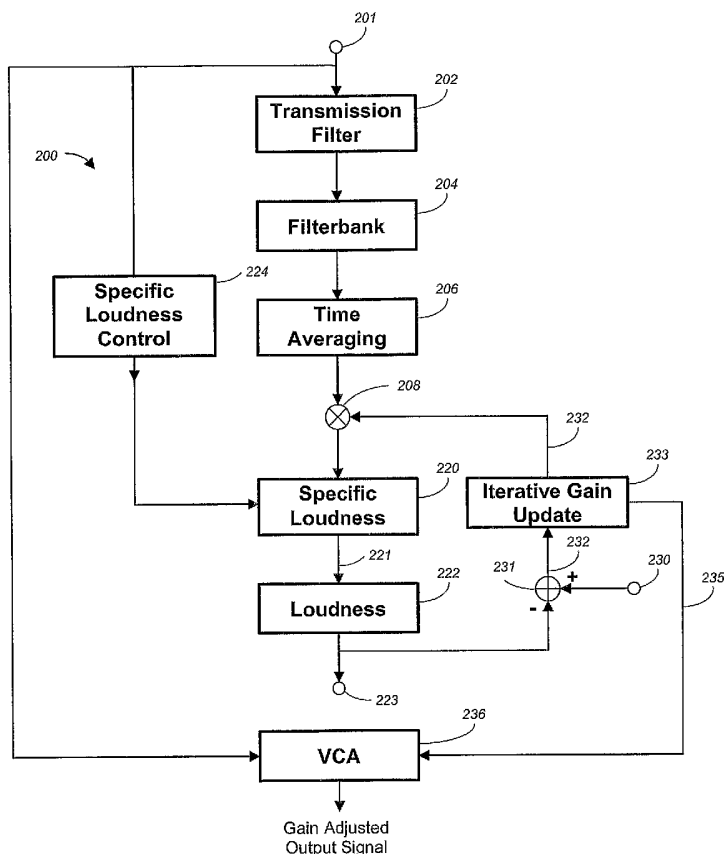 201
202
Transmission
Filter
200
204
Filterbank
224
Specific
Loudness
Control
206
Time
Averaging
208
232
220
Specific
Loudness
233
Iterative Gain
Update
221
222
Loudness
231
232
+
-
230
235
223
236
VCA
Gain Adjusted
Output Signal